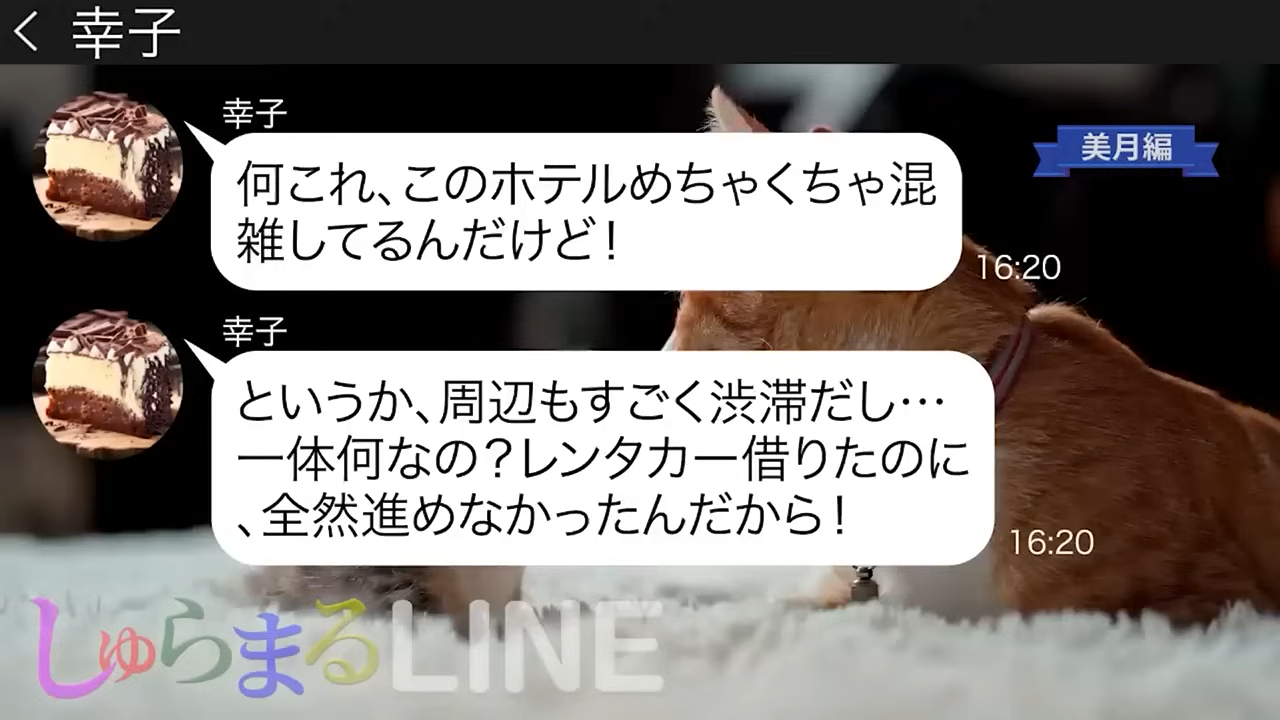 幸子
幸子
美月編
何これ、このホテルめちゃくちゃ混
雑してるんだけど!
16:20
幸子
というか、周辺もすごく渋滞だし…
一体何なの?レンタカー借りたのに
、全然進めなかったんだから!
16:20
しゅらまるLINE